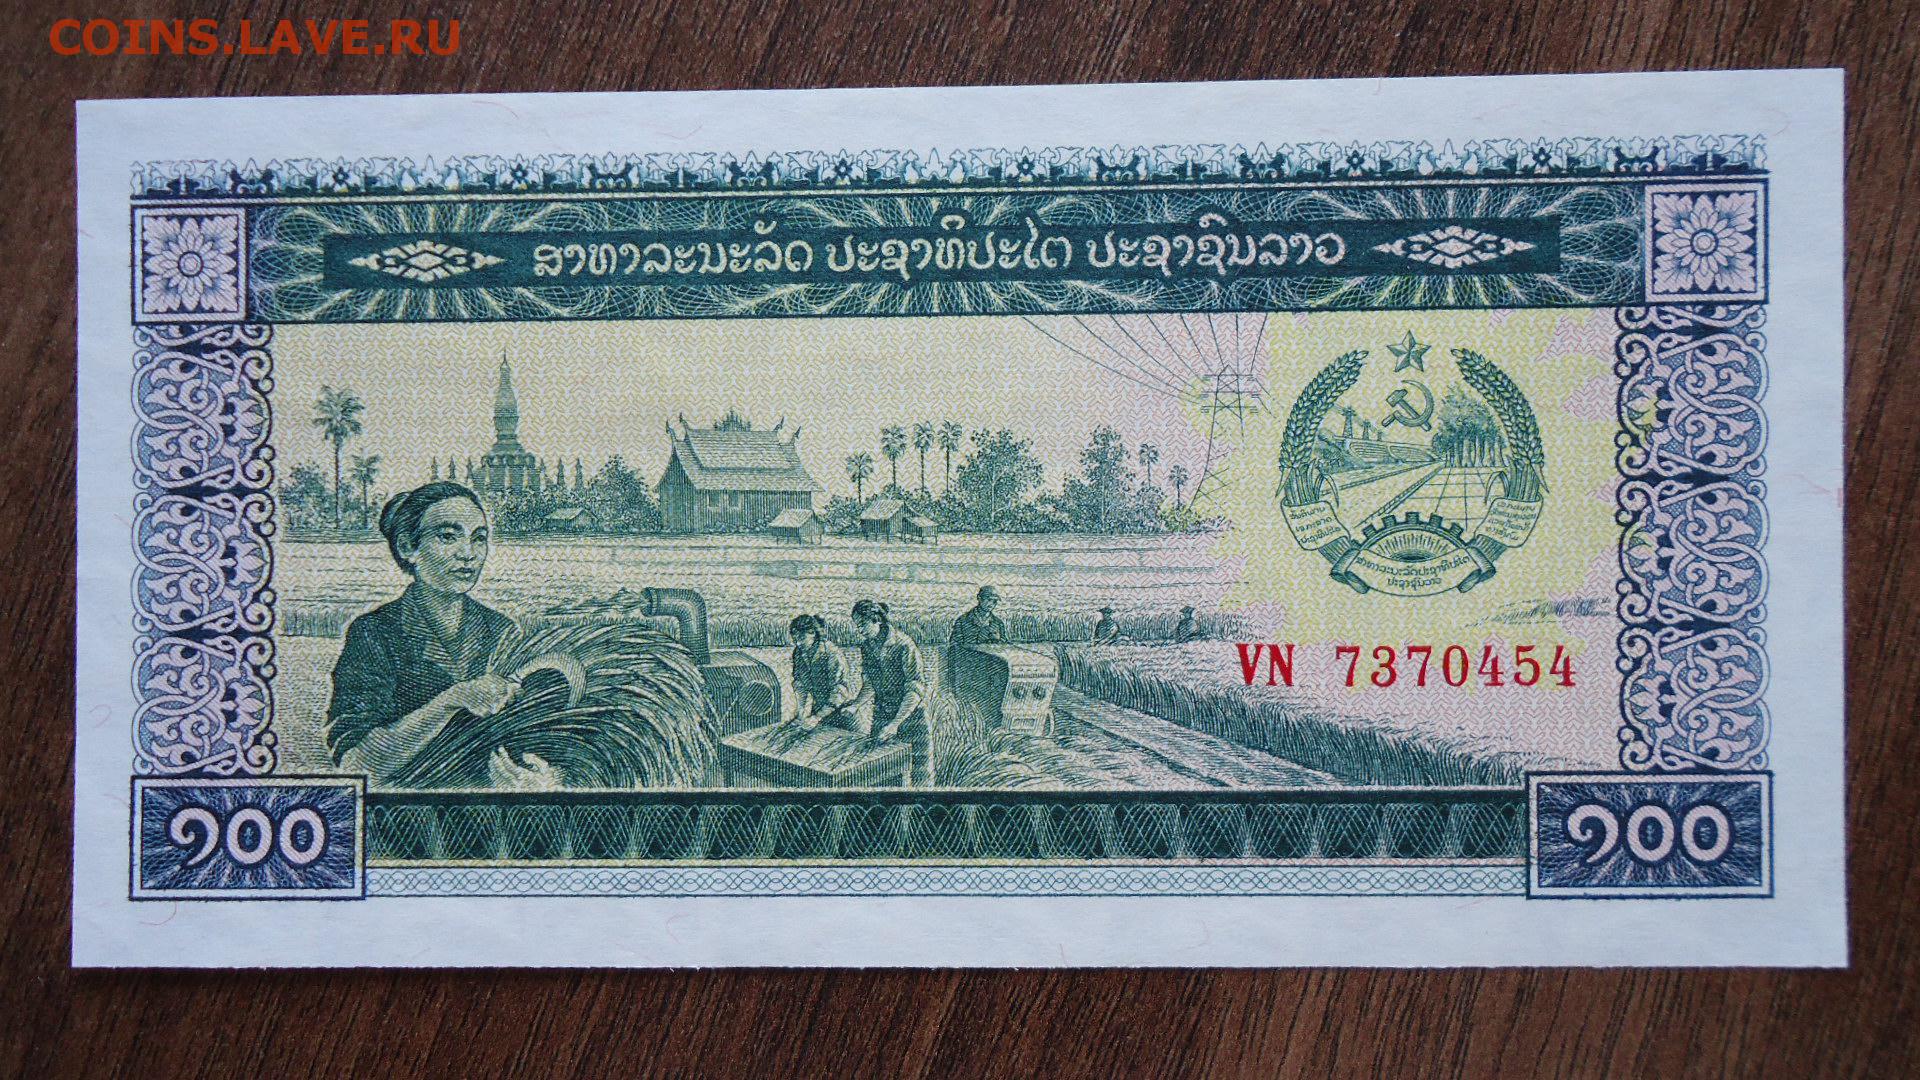 COINS.LAVE.RU
ສາທາລະນະລັດ ປະຊາທິປະໄຕ ປະຊາຊົນລາວ
VN 7370454
໑໐໐
໑໐໐